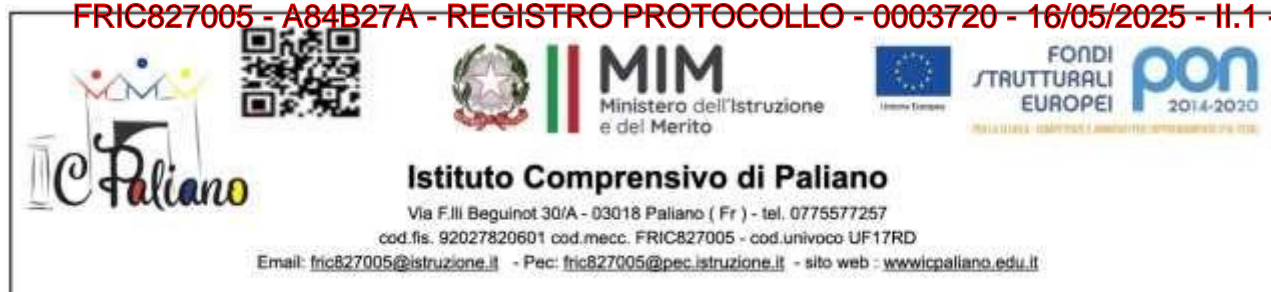 FRIC827005 - A84B27A - REGISTRO PROTOCOLLO - 0003720 - 16/05/2025 - II.1 -
IC Paliano
MIM
Ministero dell'Istruzione
e del Merito
Unione Europea
FONDI
STRUTTURALI
EUROPEI
pon
2014-2020
Istituto Comprensivo di Paliano
Via F.lli Beguinot 30/A - 03018 Paliano ( Fr ) - tel. 0775577257
cod.fis. 92027820601 cod.mecc. FRIC827005 - cod.univoco UF17RD
Email: fric827005@istruzione.it - Pec: fric827005@pec.istruzione.it - sito web : wwwicpaliano.edu.it